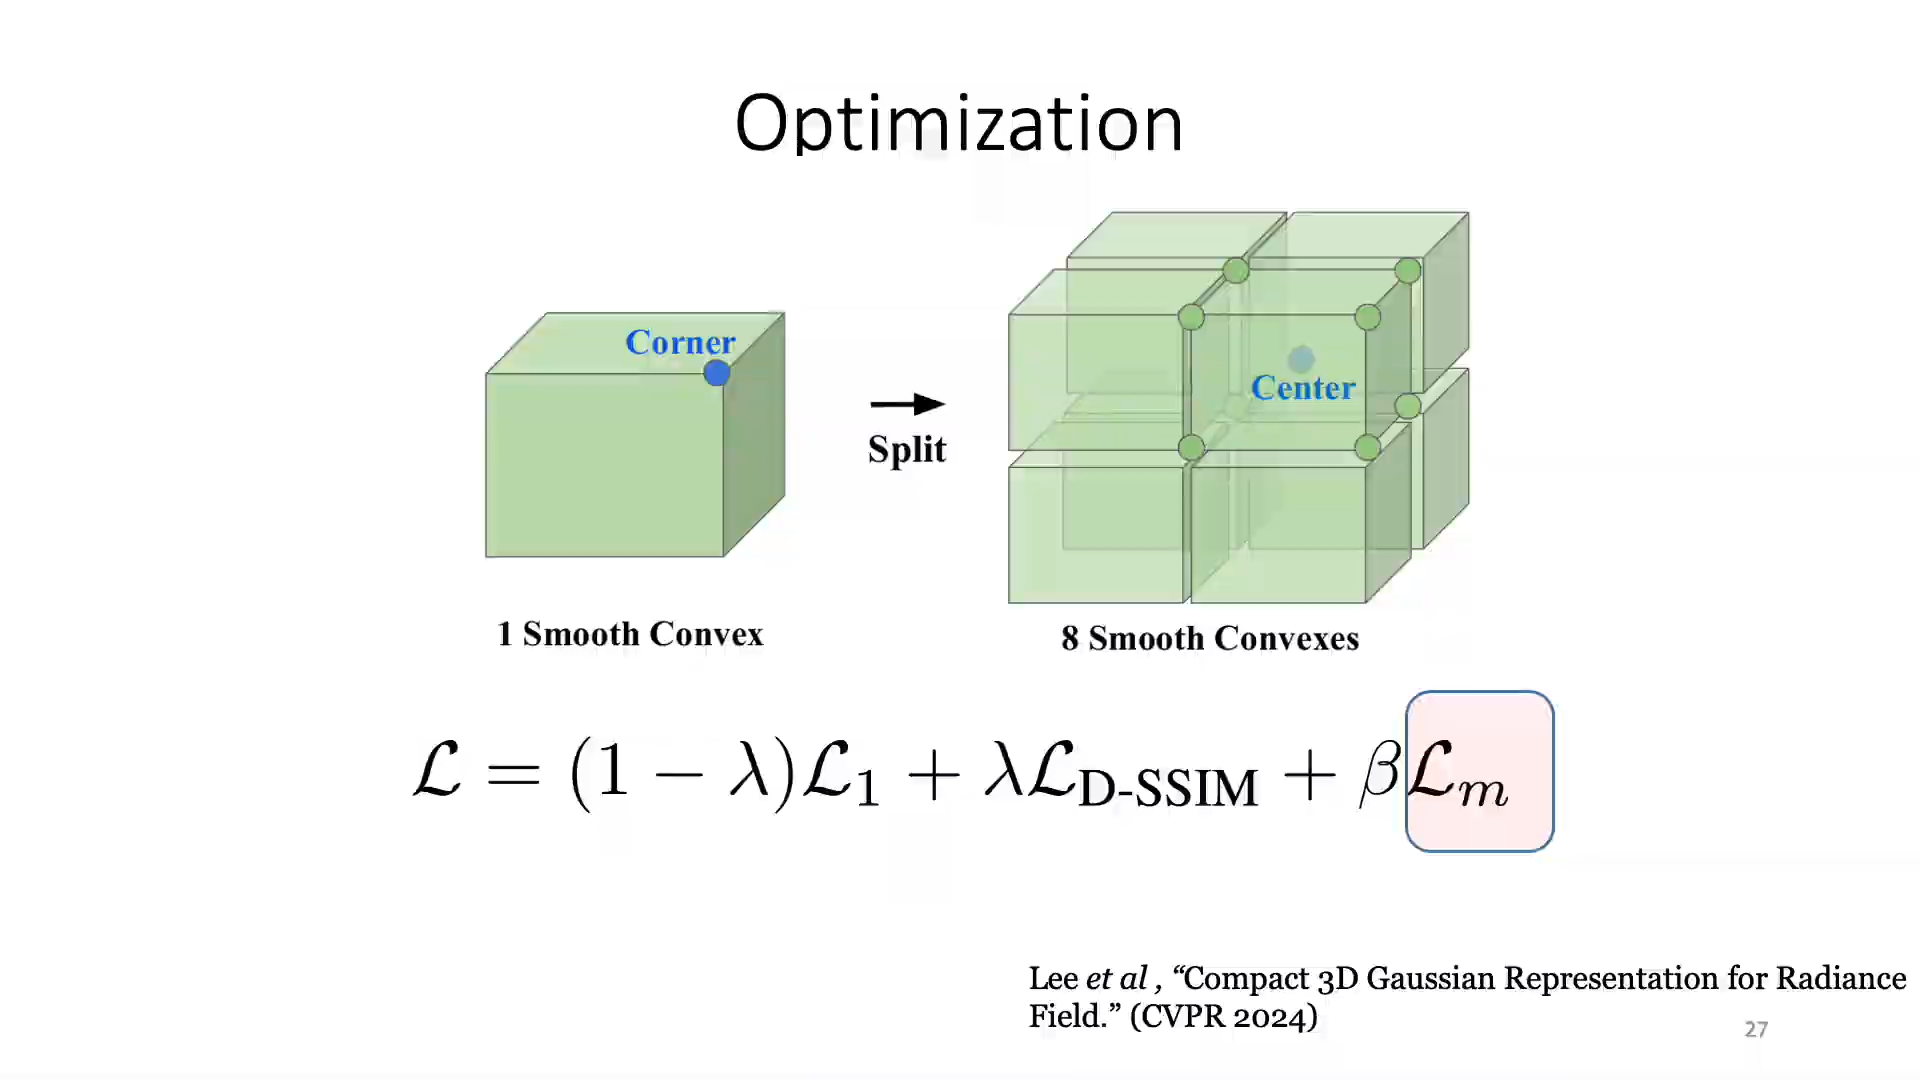 Optimization
Corner
Center
Split
1 Smooth Convex
8 Smooth Convexes
ℒ = (1 − λ)ℒ₁ + λℒ_D-SSIM + βℒₘ
Lee et al , “Compact 3D Gaussian Representation for Radiance
Field.” (CVPR 2024)
27